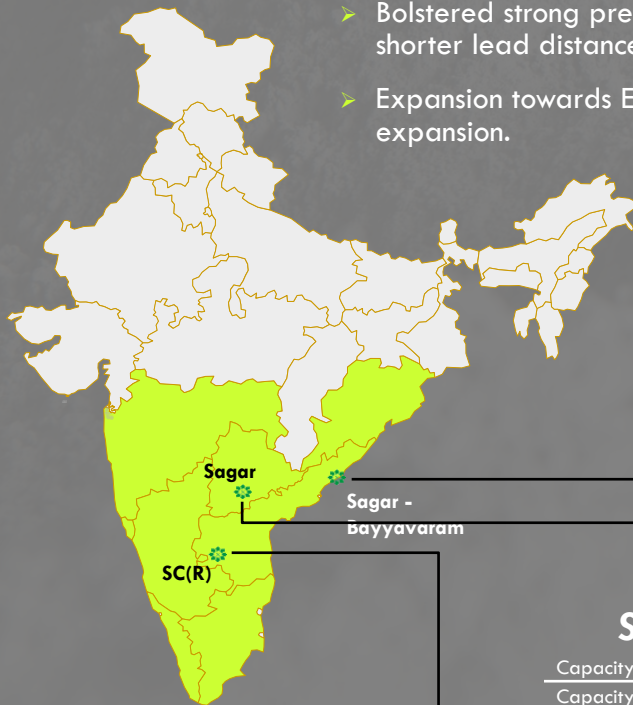 Bolstered strong pre
shorter lead distance
Expansion towards E
expansion.
Sagar
Sagar -
Bayyavaram
SC(R)
S
Capacity
Capacity